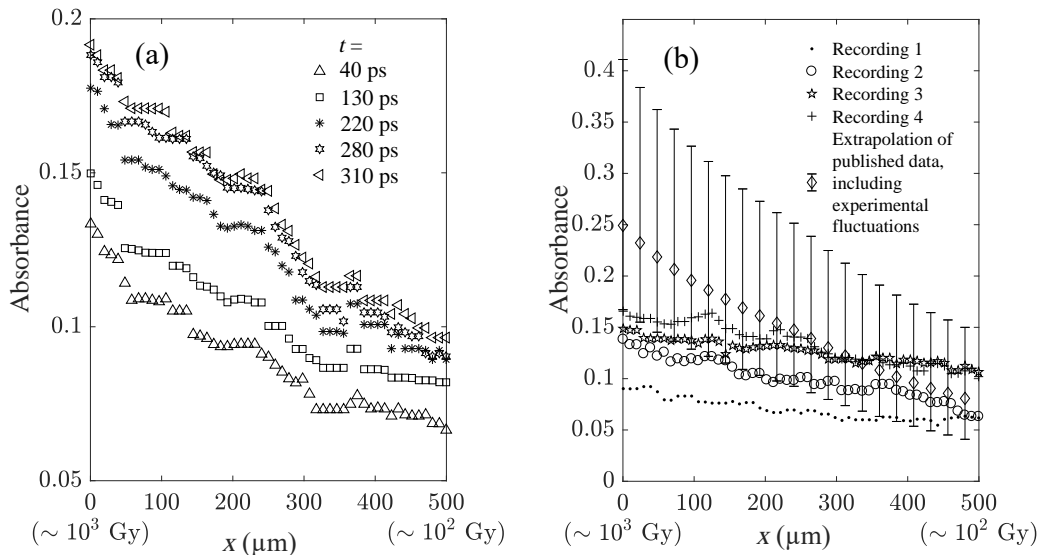 (a)
t =
40 ps
130 ps
220 ps
280 ps
310 ps
0.2
0.15
0.1
0.05
Absorbance
0 100 200 300 400 500
(∼ 10³ Gy) (∼ 10² Gy)
x (μm)
(b)
Recording 1
Recording 2
Recording 3
Recording 4
Extrapolation of
published data,
including
experimental
fluctuations
0.4
0.35
0.3
0.25
0.2
0.15
0.1
0.05
0
Absorbance
0 100 200 300 400 500
(∼ 10³ Gy) (∼ 10² Gy)
x (μm)